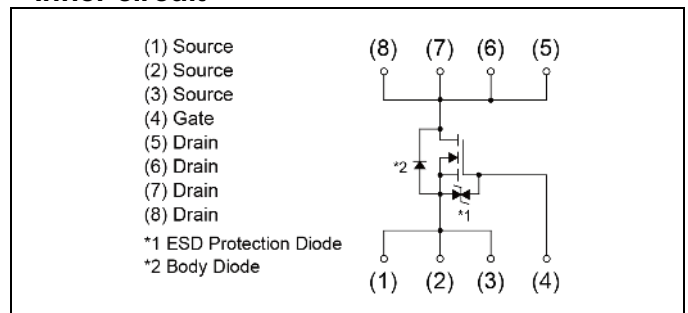 Inner circuit
(1) Source
(2) Source
(3) Source
(4) Gate
(5) Drain
(6) Drain
(7) Drain
(8) Drain
*1 ESD Protection Diode
*2 Body Diode
(8) (7) (6) (5)
*2
*1
(1) (2) (3) (4)